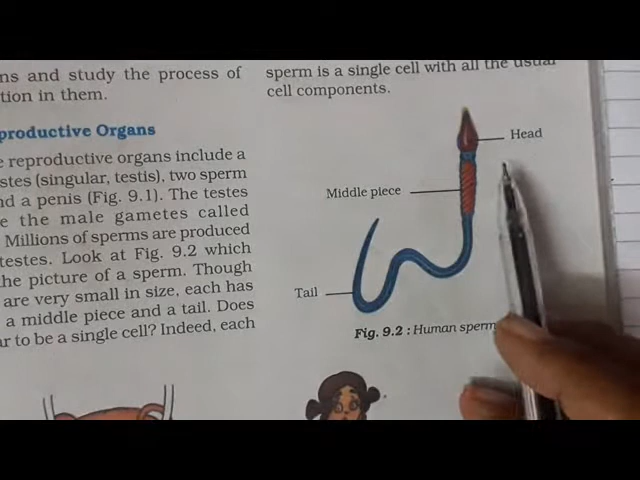 ns and study the process of
tion in them.
productive Organs
e reproductive organs include a
stes (singular, testis), two sperm
nd a penis (Fig. 9.1). The testes
e the male gametes called
Millions of sperms are produced
testes. Look at Fig. 9.2 which
the picture of a sperm. Though
are very small in size, each has
a middle piece and a tail. Does
ar to be a single cell? Indeed, each
sperm is a single cell with all the usual
cell components.
Head
Middle piece
Tail
Fig. 9.2 : Human sperm